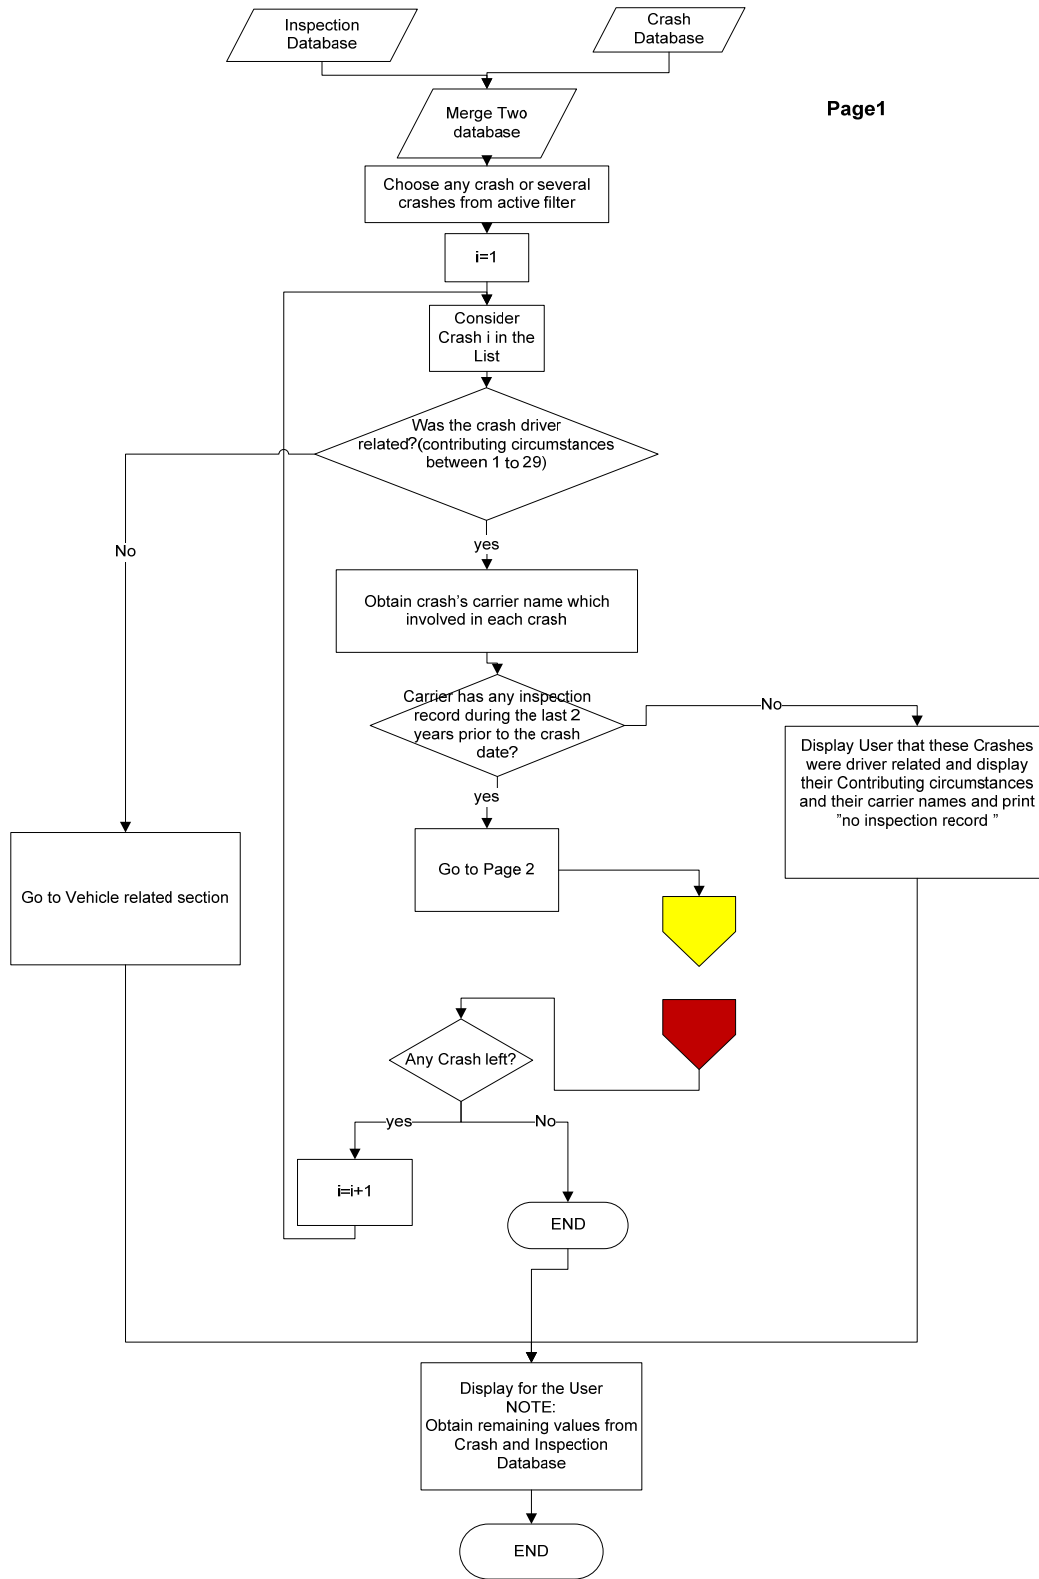 Inspection
Database
Crash
Database
Page1
Merge Two
database
Choose any crash or several
crashes from active filter
i=1
Consider
Crash i in the
List
Was the crash driver
related?(contributing circumstances
between 1 to 29)
No
yes
Obtain crash's carrier name which
involved in each crash
Carrier has any inspection
record during the last 2
years prior to the crash
date?
No
Display User that these Crashes
were driver related and display
their Contributing circumstances
and their carrier names and print
"no inspection record "
yes
Go to Page 2
Go to Vehicle related section
Any Crash left?
yes
No
i=i+1
END
Display for the User
NOTE:
Obtain remaining values from
Crash and Inspection
Database
END